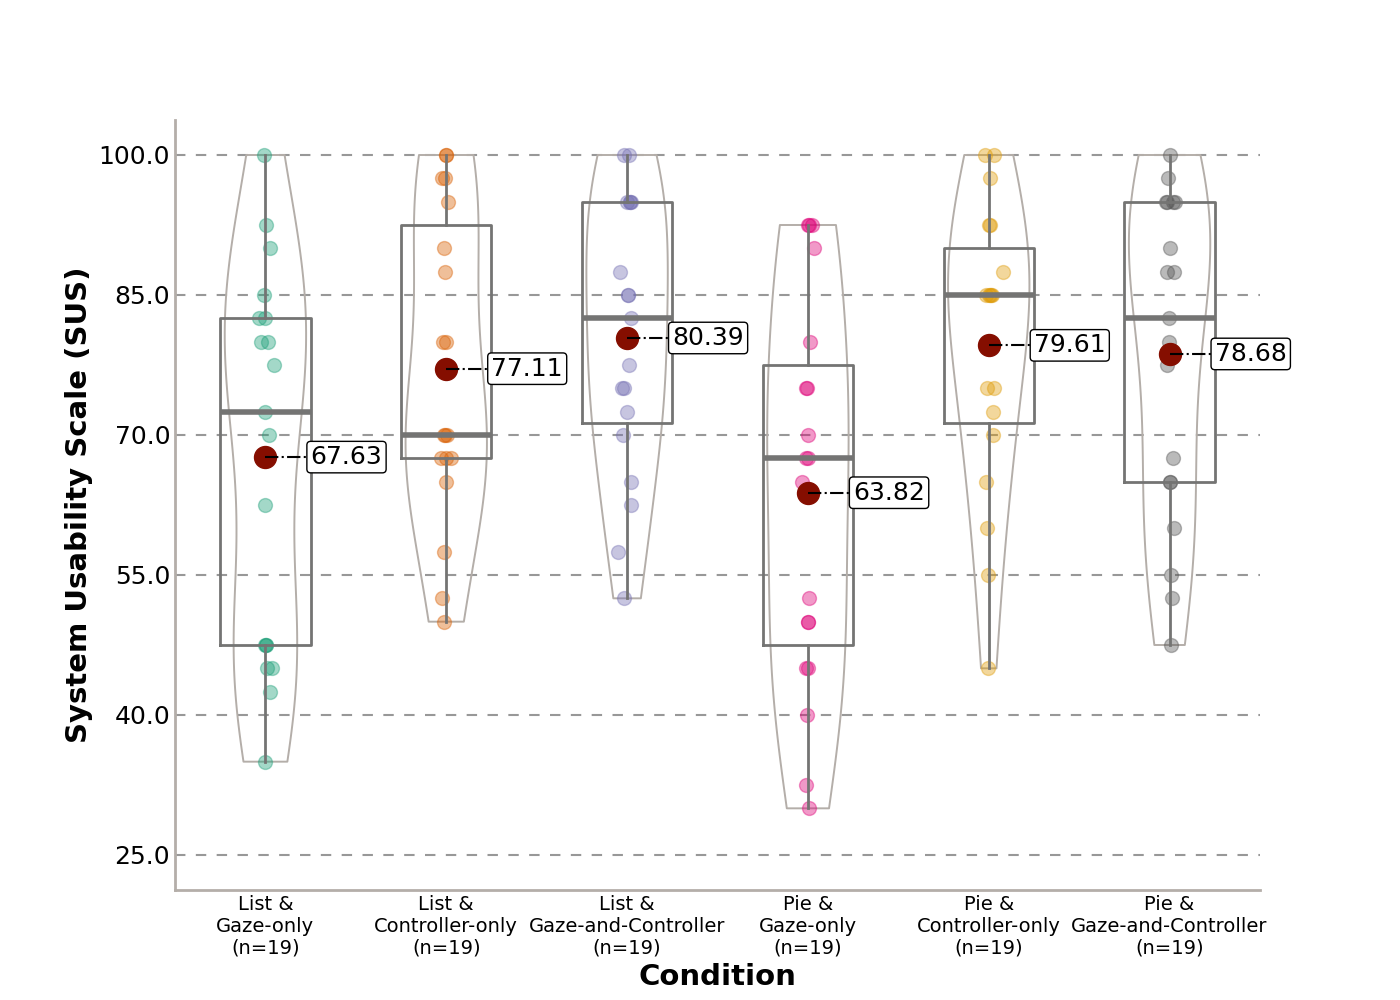 System Usability Scale (SUS)
100.0
85.0
70.0
55.0
40.0
25.0
67.63
77.11
80.39
63.82
79.61
78.68
List &
Gaze-only
(n=19)
List &
Controller-only
(n=19)
List &
Gaze-and-Controller
(n=19)
Pie &
Gaze-only
(n=19)
Pie &
Controller-only
(n=19)
Pie &
Gaze-and-Controller
(n=19)
Condition